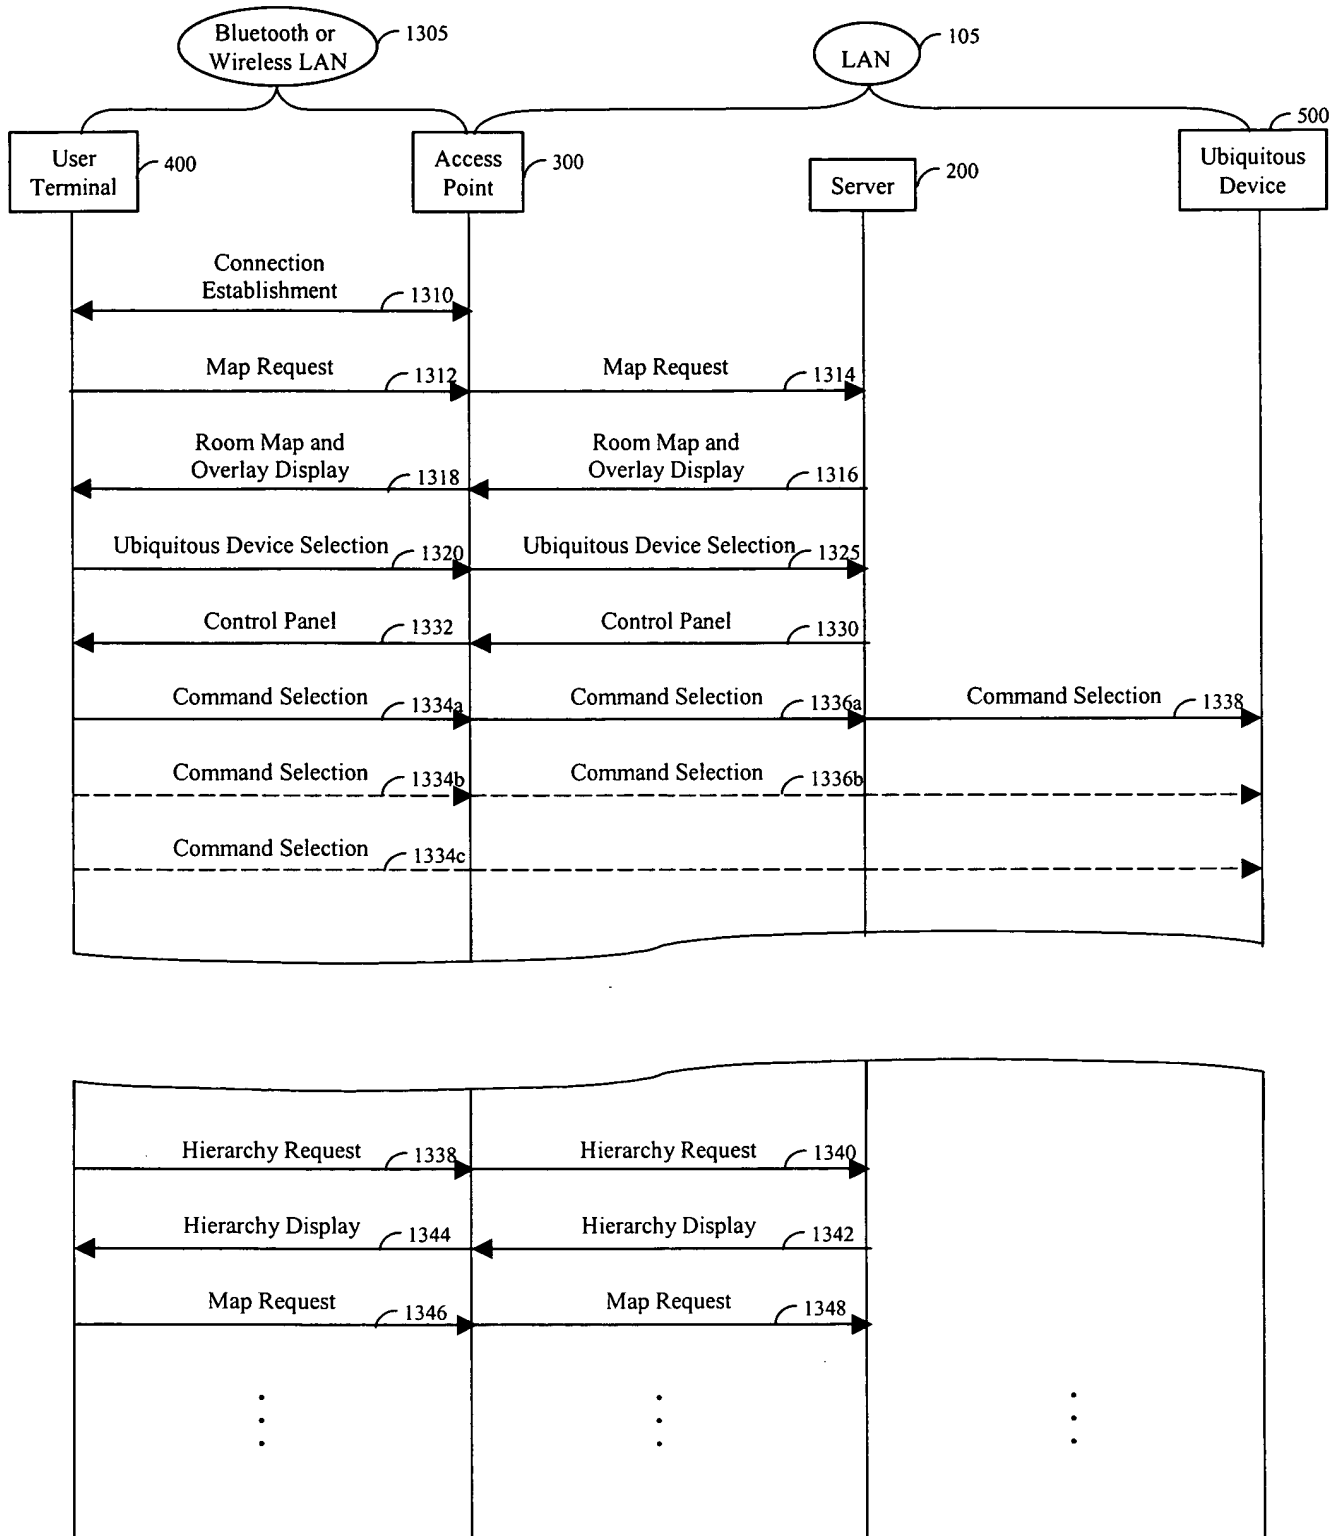 Bluetooth or
Wireless LAN
1305
LAN
105
User
Terminal
400
Access
Point
300
Server
200
500
Ubiquitous
Device
Connection
Establishment
1310
Map Request
1312
Map Request
1314
Room Map and
Overlay Display
1318
Room Map and
Overlay Display
1316
Ubiquitous Device Selection
1320
Ubiquitous Device Selection
1325
Control Panel
1332
Control Panel
1330
Command Selection
1334a
Command Selection
1336a
Command Selection
1338
Command Selection
1334b
Command Selection
1336b
Command Selection
1334c
Hierarchy Request
1338
Hierarchy Request
1340
Hierarchy Display
1344
Hierarchy Display
1342
Map Request
1346
Map Request
1348